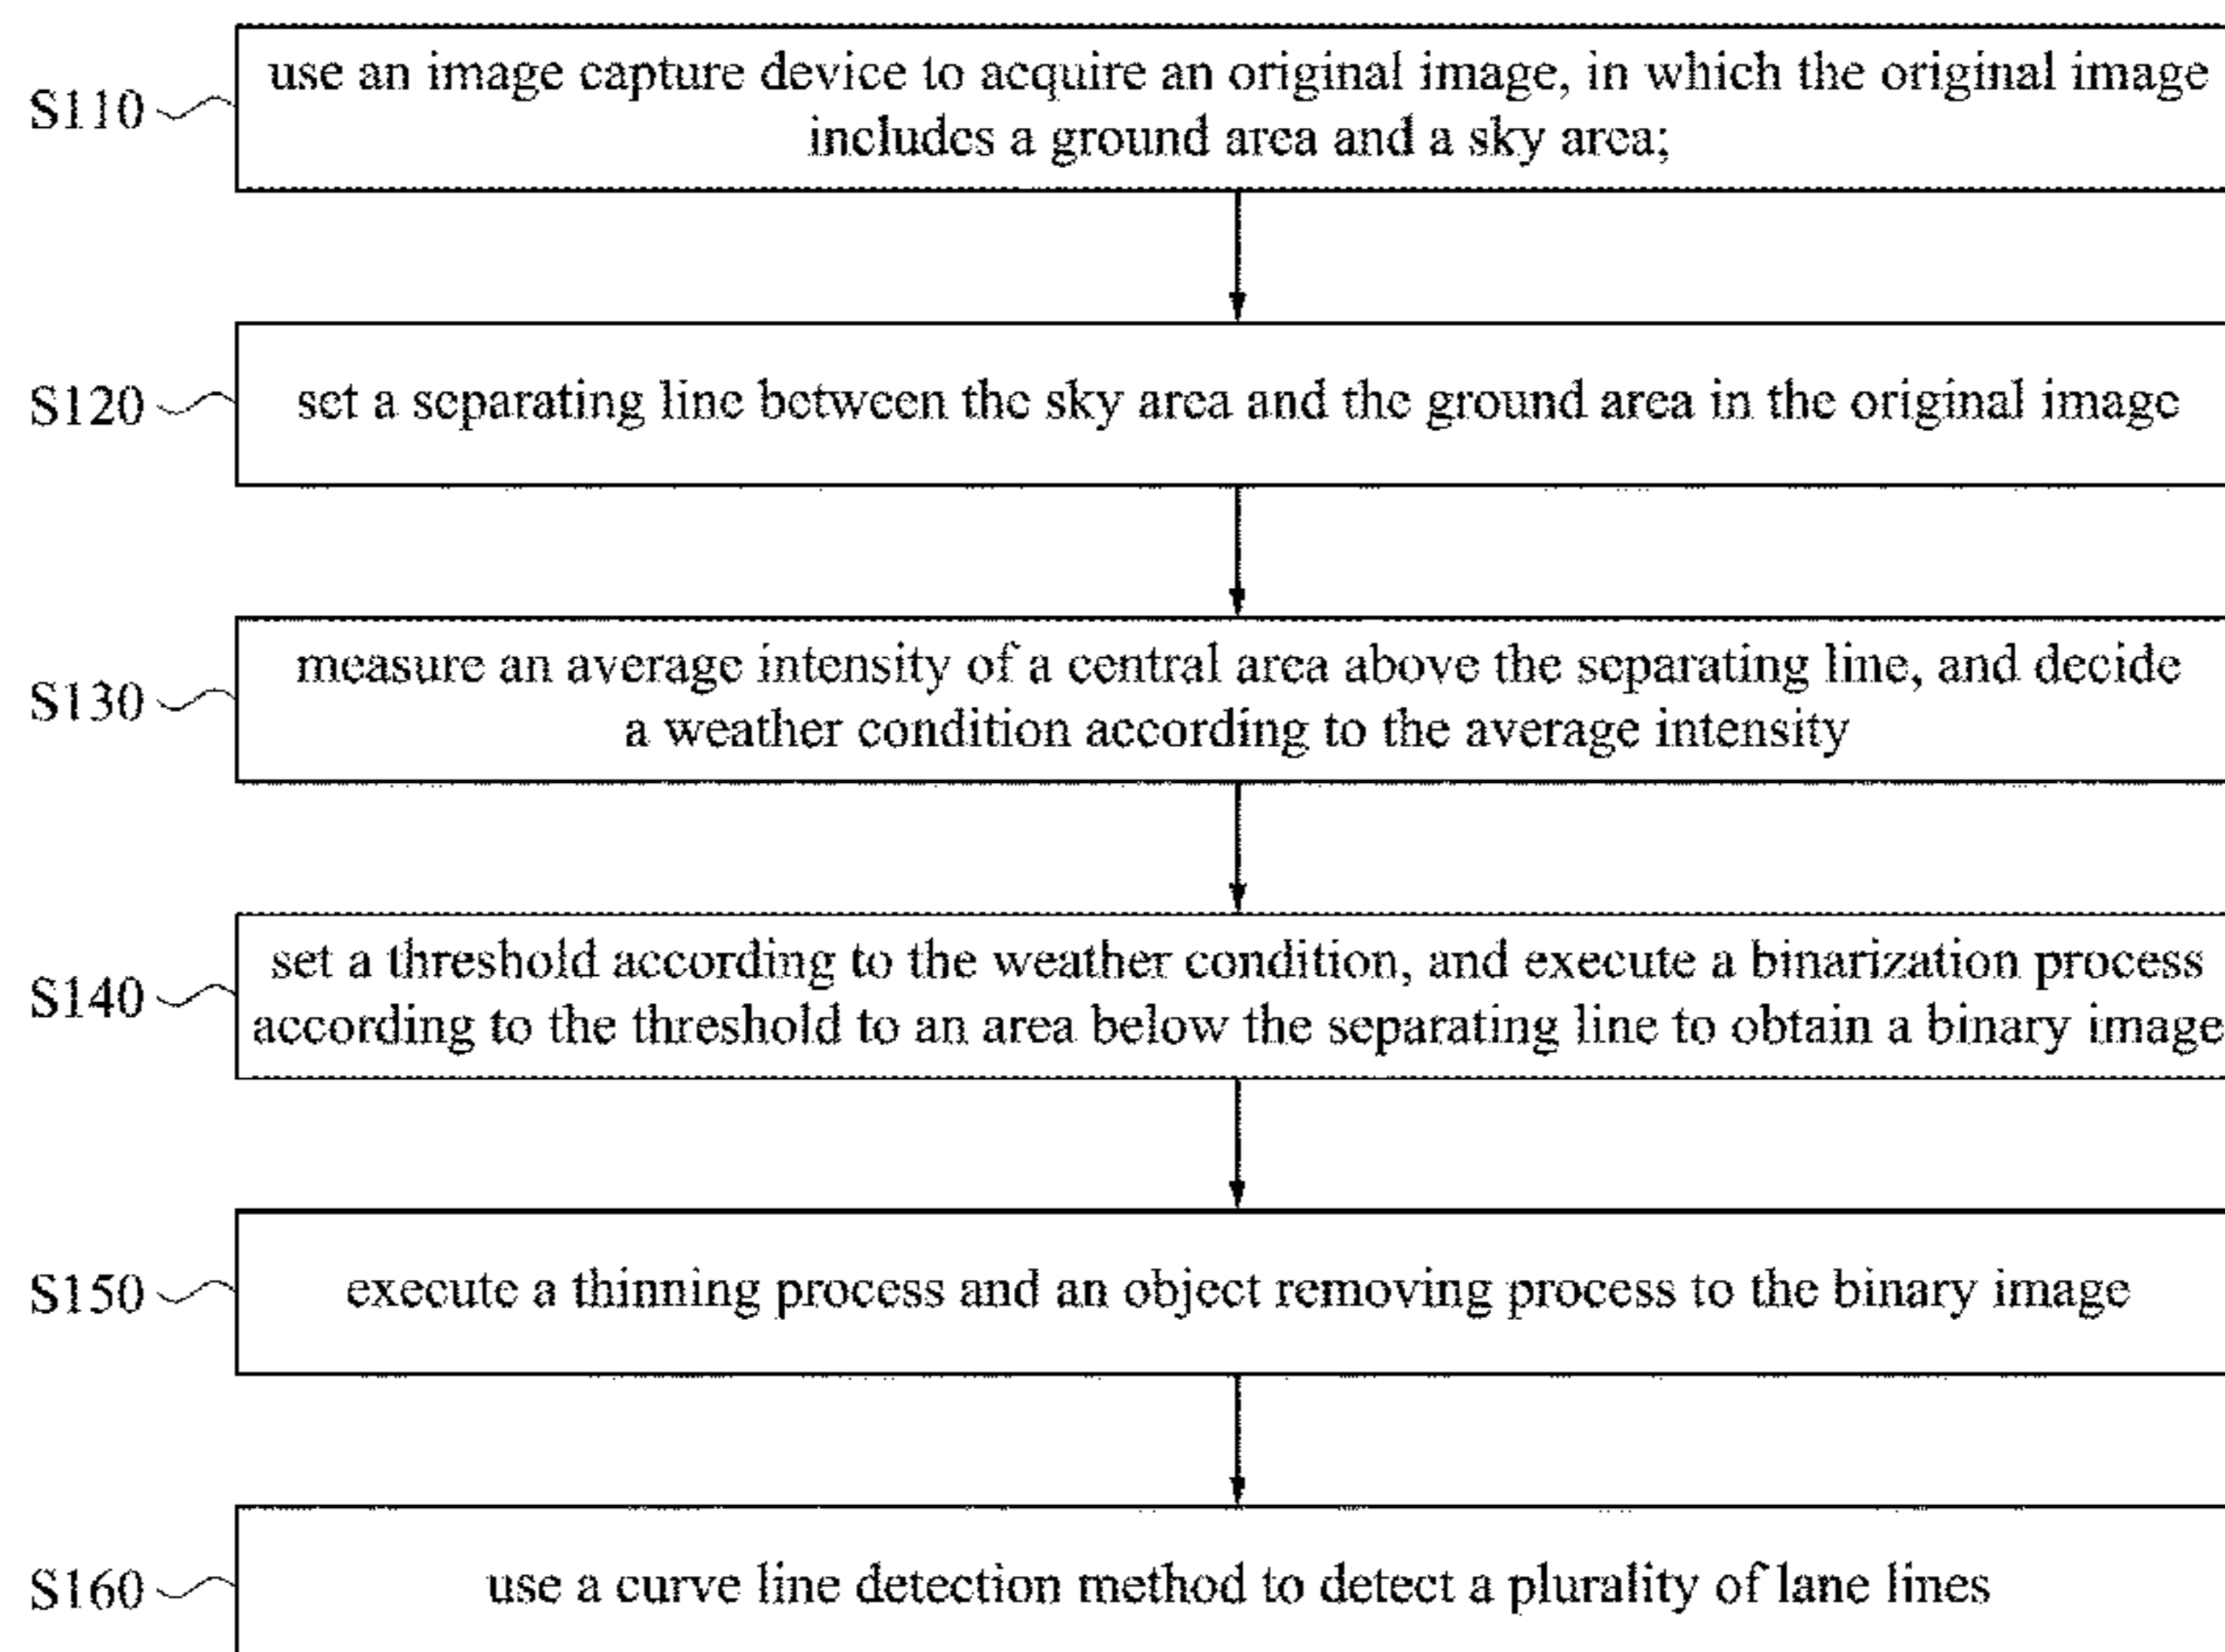 S110
use an image capture device to acquire an original image, in which the original image
includes a ground area and a sky area;
S120
set a separating line between the sky area and the ground area in the original image
S130
measure an average intensity of a central area above the separating line, and decide
a weather condition according to the average intensity
S140
set a threshold according to the weather condition, and execute a binarization process
according to the threshold to an area below the separating line to obtain a binary image
S150
execute a thinning process and an object removing process to the binary image
S160
use a curve line detection method to detect a plurality of lane lines